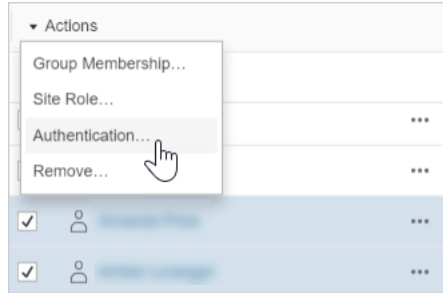 Actions
Group Membership...
Site Role...
Authentication...
Remove...